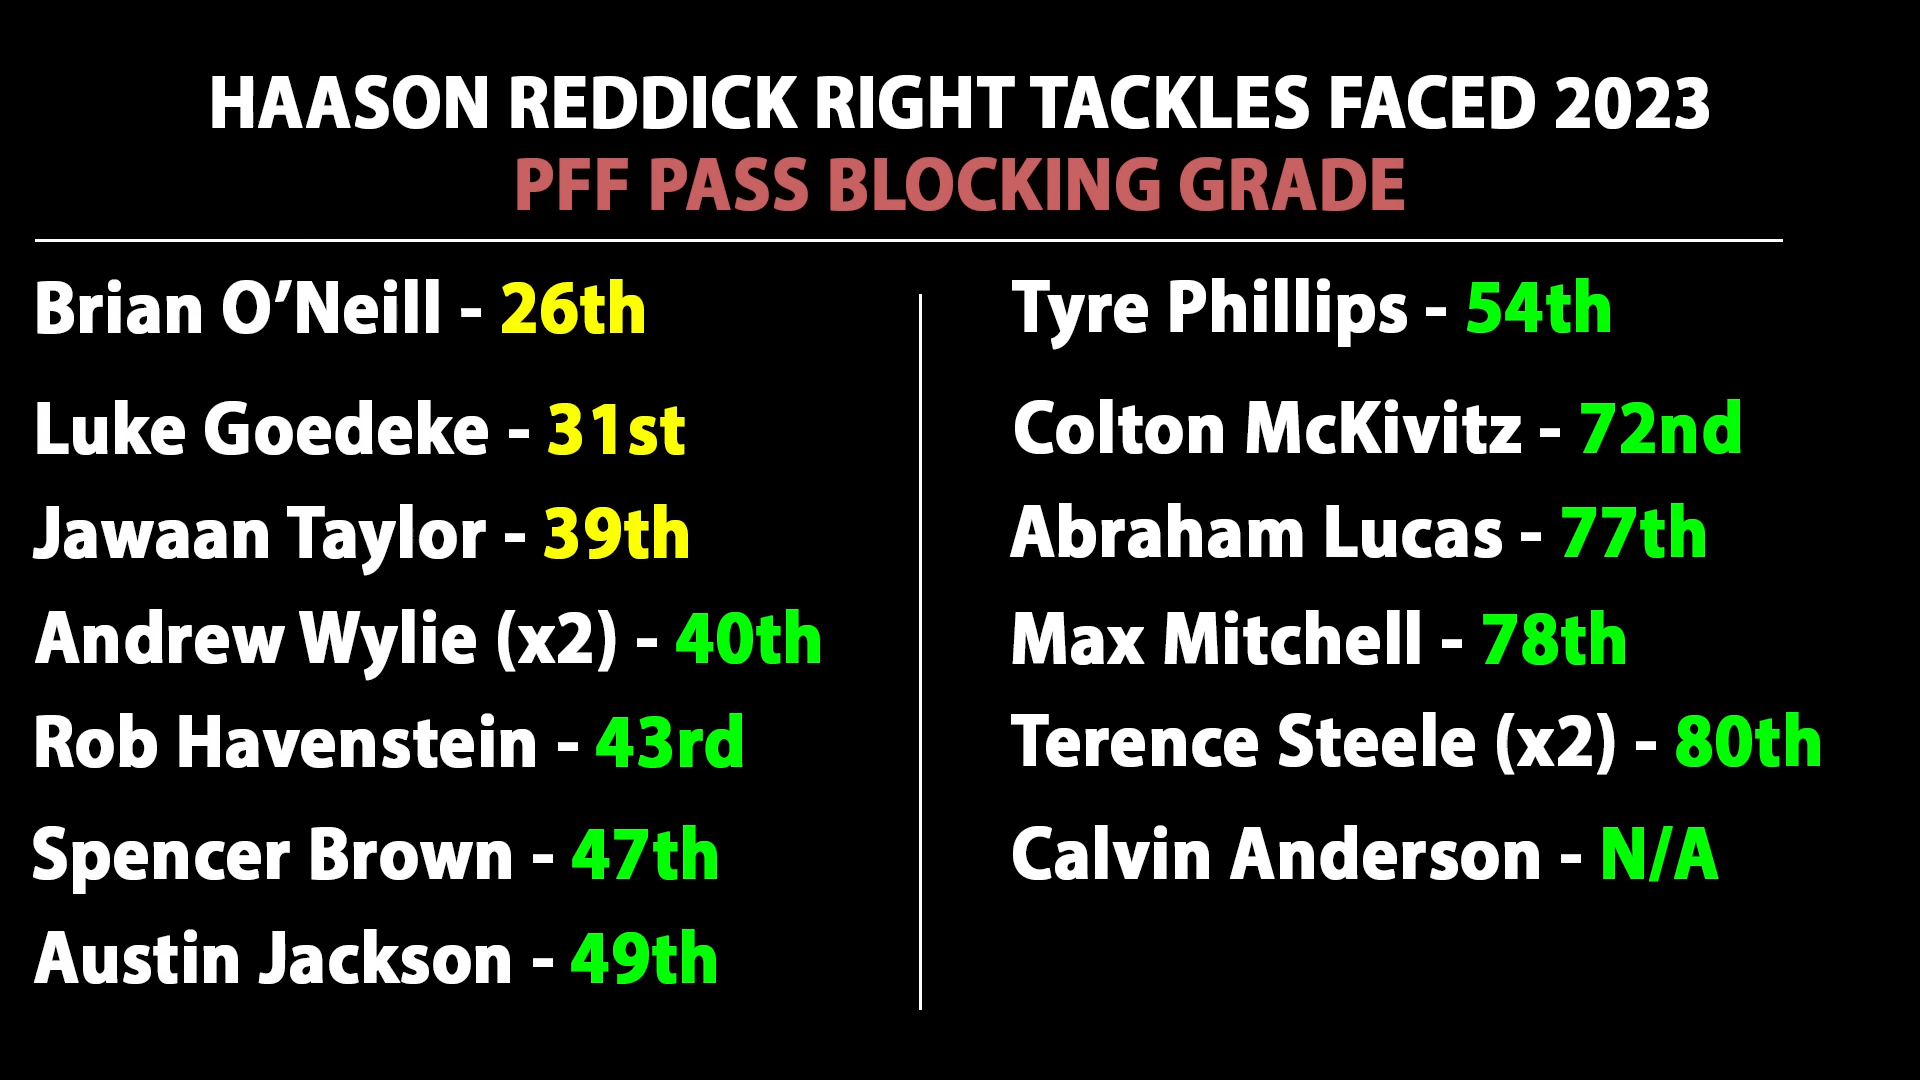 HAASON REDDICK RIGHT TACKLES FACED 2023
PFF PASS BLOCKING GRADE
Brian O’Neill - 26th
Luke Goedeke - 31st
Jawaan Taylor - 39th
Andrew Wylie (x2) - 40th
Rob Havenstein - 43rd
Spencer Brown - 47th
Austin Jackson - 49th
Tyre Phillips - 54th
Colton McKivitz - 72nd
Abraham Lucas - 77th
Max Mitchell - 78th
Terence Steele (x2) - 80th
Calvin Anderson - N/A